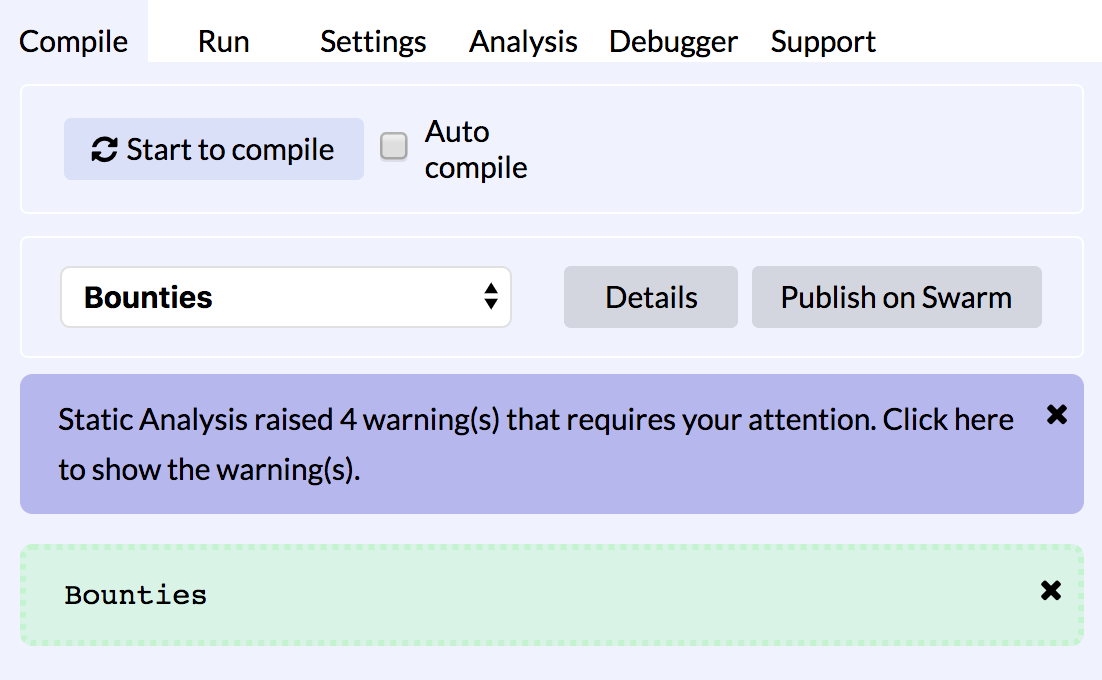 Compile Run Settings Analysis Debugger Support
Start to compile
Auto
compile
Bounties Details Publish on Swarm
Static Analysis raised 4 warning(s) that requires your attention. Click here
to show the warning(s).
Bounties